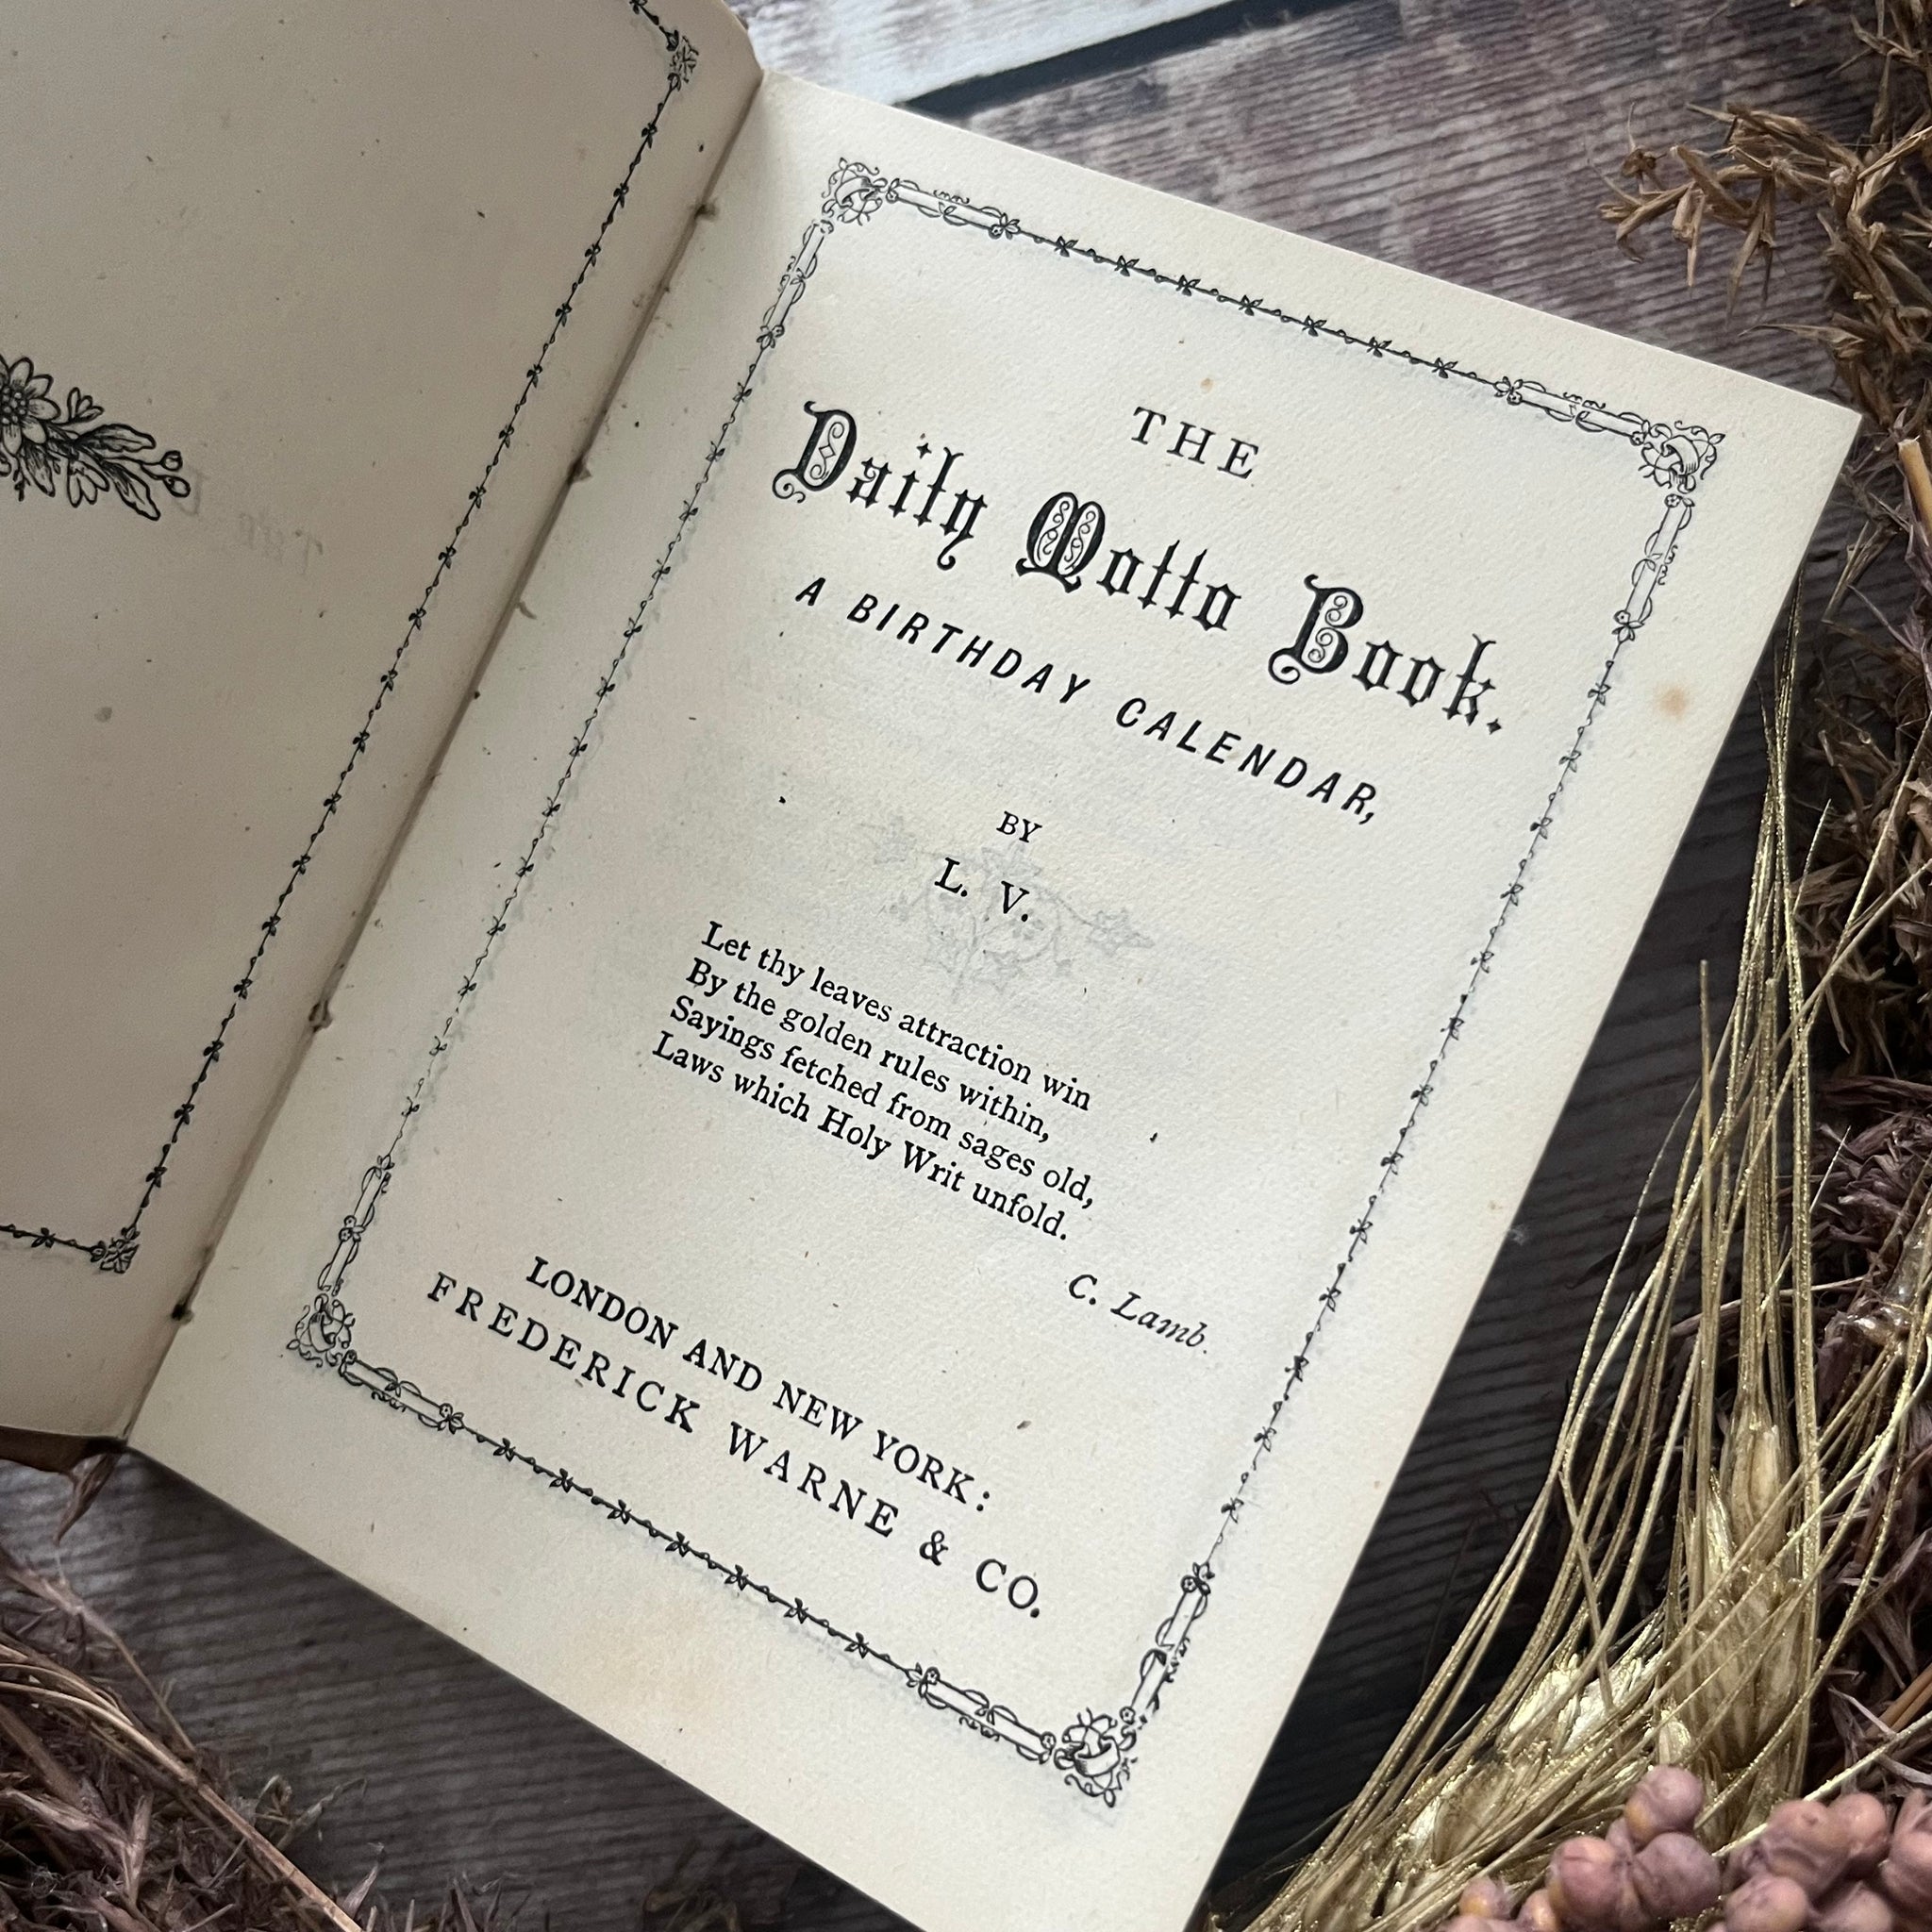 THE
Daily Motto Book.
A BIRTHDAY CALENDAR,
BY
L. V.
Let thy leaves attraction win
By the golden rules within,
Sayings fetched from sages old,
Laws which Holy Writ unfold.
C. Lamb.
LONDON AND NEW YORK:
FREDERICK WARNE & CO.